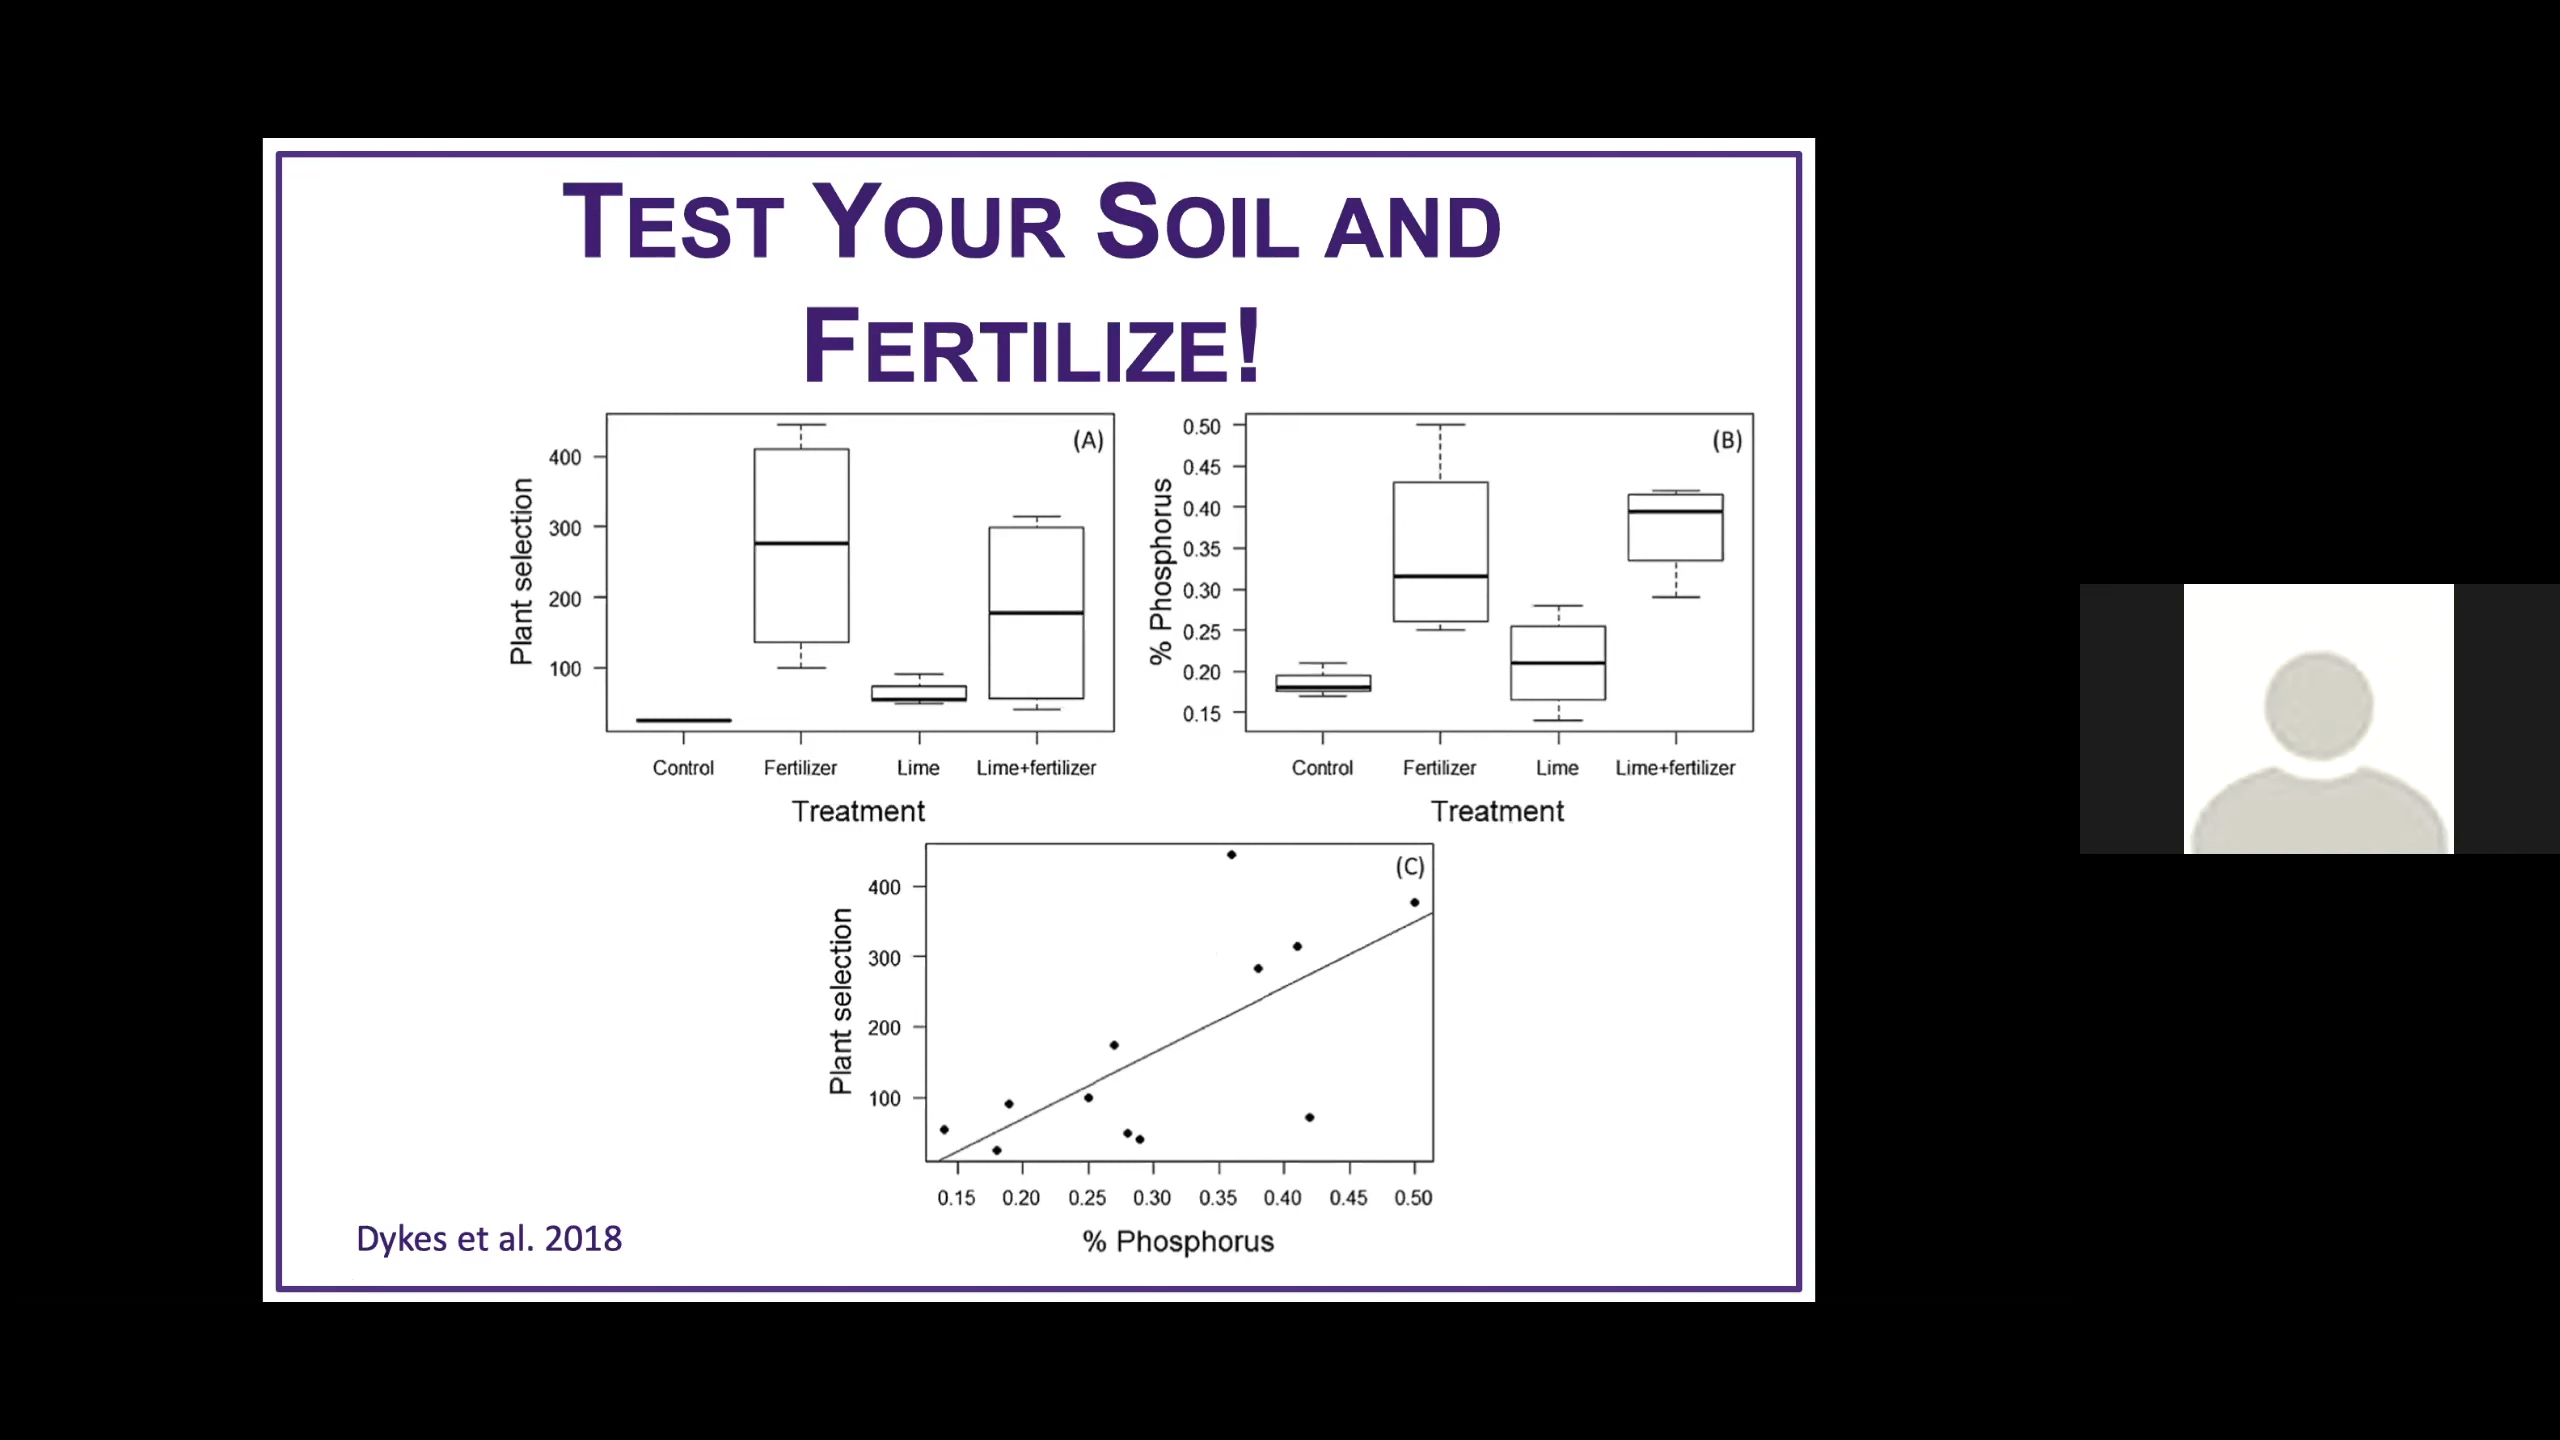 TEST YOUR SOIL AND
FERTILIZE!
(A)
Plant selection
400
300
200
100
Control Fertilizer Lime Lime+fertilizer
Treatment
(B)
% Phosphorus
0.50
0.45
0.40
0.35
0.30
0.25
0.20
0.15
Control Fertilizer Lime Lime+fertilizer
Treatment
(C)
Plant selection
400
300
200
100
0.15 0.20 0.25 0.30 0.35 0.40 0.45 0.50
% Phosphorus
Dykes et al. 2018